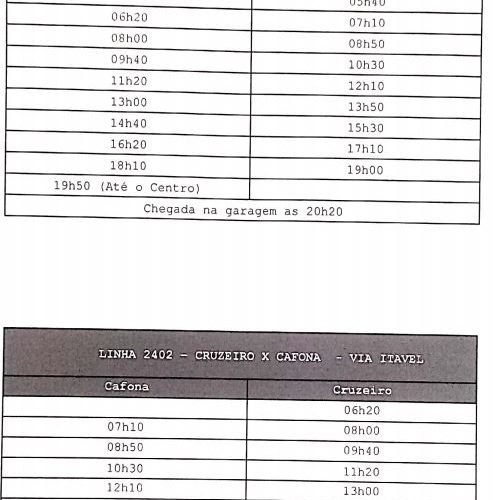 05h40
06h20 07h10
08h00 08h50
09h40 10h30
11h20 12h10
13h00 13h50
14h40 15h30
16h20 17h10
18h10 19h00
19h50 (Até o Centro)
Chegada na garagem as 20h20
LINHA 2402 – CRUZEIRO X CAFONA - VIA ITAVEL
Cafona Cruzeiro
06h20
07h10 08h00
08h50 09h40
10h30 11h20
12h10 13h00